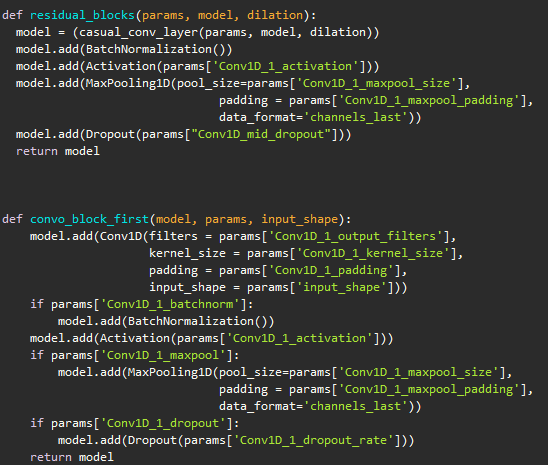 def residual_blocks(params, model, dilation):
  model = (casual_conv_layer(params, model, dilation))
  model.add(BatchNormalization())
  model.add(Activation(params['Conv1D_1_activation']))
  model.add(MaxPooling1D(pool_size=params['Conv1D_1_maxpool_size'],
                               padding = params['Conv1D_1_maxpool_padding'],
                               data_format='channels_last'))
  model.add(Dropout(params["Conv1D_mid_dropout"]))
  return model

def convo_block_first(model, params, input_shape):
    model.add(Conv1D(filters = params['Conv1D_1_output_filters'],
                     kernel_size = params['Conv1D_1_kernel_size'],
                     padding = params['Conv1D_1_padding'],
                     input_shape = params['input_shape']))
    if params['Conv1D_1_batchnorm']:
        model.add(BatchNormalization())
    model.add(Activation(params['Conv1D_1_activation']))
    if params['Conv1D_1_maxpool']:
        model.add(MaxPooling1D(pool_size=params['Conv1D_1_maxpool_size'],
                               padding = params['Conv1D_1_maxpool_padding'],
                               data_format='channels_last'))
    if params['Conv1D_1_dropout']:
        model.add(Dropout(params['Conv1D_1_dropout_rate']))
    return model